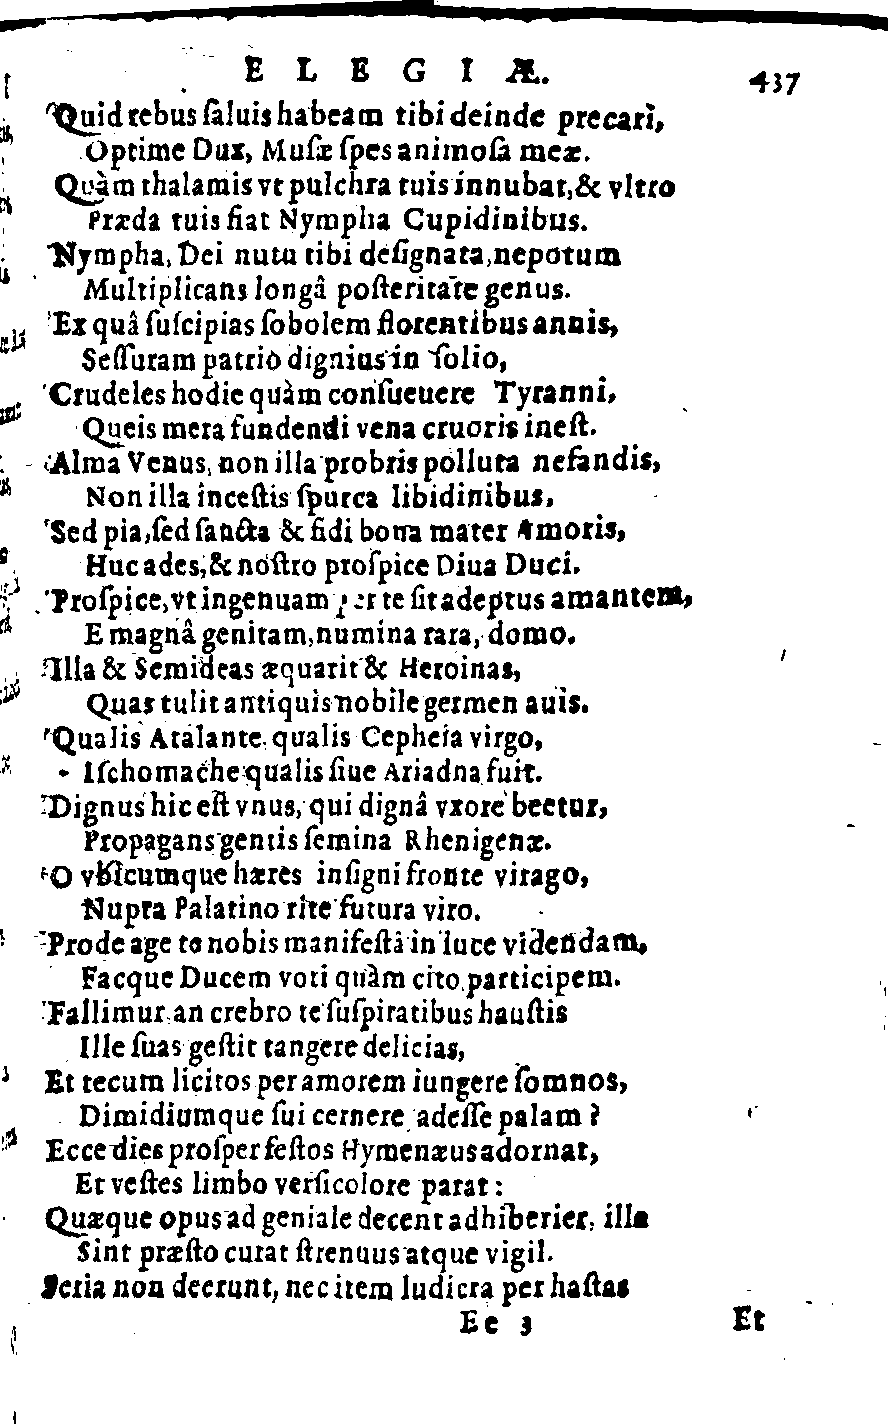 ELEGIÆ. 437
Quid rebus ſaluis habeam tibi deinde precari,
Optime Dux, Muſæ ſpes animoſa meæ.
Quàm thalamis vt pulchra tuis innubat, & vltro
Præda tuis fiat Nympha Cupidinibus.
Nympha, Dei nutu tibi deſignata, nepotum
Multiplicans longâ poſteritate genus.
Ex quâ ſuſcipias ſobolem florentibus annis,
Seſſuram patrio dignius in ſolio,
Crudeles hodie quàm conſueuere Tyranni,
Queis mera fundendi vena cruoris ineſt.
Alma Venus, non illa probris polluta nefandis,
Non illa inceſtis ſpurca libidinibus,
Sed pia, ſed ſancta & fidi bona mater Amoris,
Huc ades, & noſtro proſpice Diua Duci.
Proſpice, vt ingenuam per te ſit adeptus amantem,
E magnâ genitam, numina rara, domo.
Illa & Semideas æquarit & Heroinas,
Quas tulit antiquis nobile germen auis.
Qualis Atalante, qualis Cepheia virgo,
Iſchomache qualis ſiue Ariadna fuit.
Dignus hic eſt vnus, qui dignâ vxore beetur,
Propagans gentis ſemina Rhenigenæ.
O vbicumque hæres inſigni fronte virago,
Nupta Palatino rite futura viro.
Prode age te nobis manifeſtâ in luce videndam,
Facque Ducem voti quàm cito participem.
Fallimur an crebro te ſuſpiratibus hauſtis
Ille ſuas geſtit tangere delicias,
Et tecum licitos per amorem iungere ſomnos,
Dimidiumque ſui cernere adeſſe palam?
Ecce dies proſper feſtos Hymenæus adornat,
Et veſtes limbo verſicolore parat:
Quæque opus ad geniale decent adhiberier, illa
Sint præſto curat ſtrenuus atque vigil.
Seria non deerunt, nec item ludicra per haſtas
Ee 3 Et